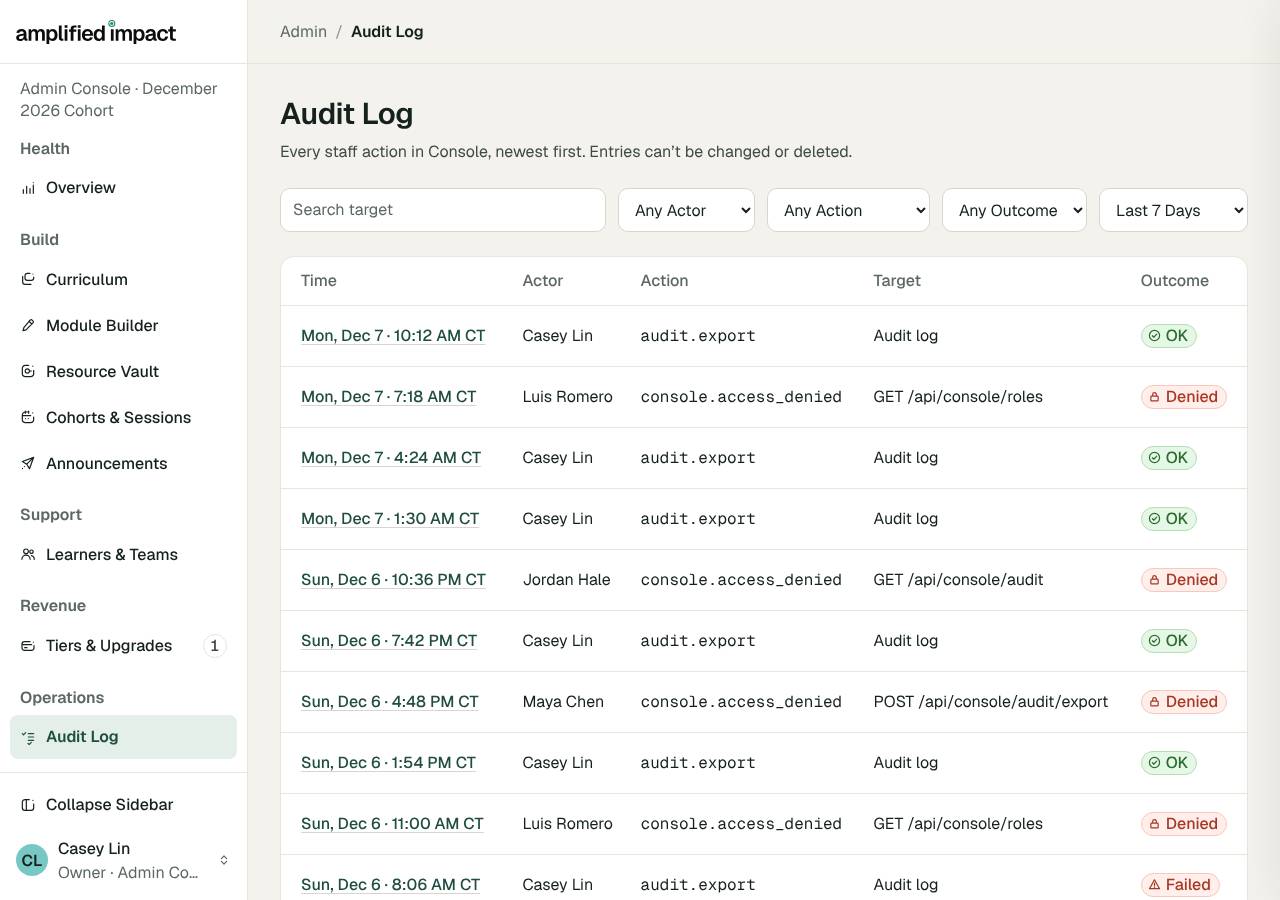 amplified impact
Admin / Audit Log
Admin Console · December
2026 Cohort
Health
Overview
Build
Curriculum
Module Builder
Resource Vault
Cohorts & Sessions
Announcements
Support
Learners & Teams
Revenue
Tiers & Upgrades 1
Operations
Audit Log
Collapse Sidebar
CL
Casey Lin
Owner · Admin Co...
Audit Log
Every staff action in Console, newest first. Entries can’t be changed or deleted.
Search target Any Actor Any Action Any Outcome Last 7 Days
Time Actor Action Target Outcome
Mon, Dec 7 · 10:12 AM CT Casey Lin audit.export Audit log OK
Mon, Dec 7 · 7:18 AM CT Luis Romero console.access_denied GET /api/console/roles Denied
Mon, Dec 7 · 4:24 AM CT Casey Lin audit.export Audit log OK
Mon, Dec 7 · 1:30 AM CT Casey Lin audit.export Audit log OK
Sun, Dec 6 · 10:36 PM CT Jordan Hale console.access_denied GET /api/console/audit Denied
Sun, Dec 6 · 7:42 PM CT Casey Lin audit.export Audit log OK
Sun, Dec 6 · 4:48 PM CT Maya Chen console.access_denied POST /api/console/audit/export Denied
Sun, Dec 6 · 1:54 PM CT Casey Lin audit.export Audit log OK
Sun, Dec 6 · 11:00 AM CT Luis Romero console.access_denied GET /api/console/roles Denied
Sun, Dec 6 · 8:06 AM CT Casey Lin audit.export Audit log Failed